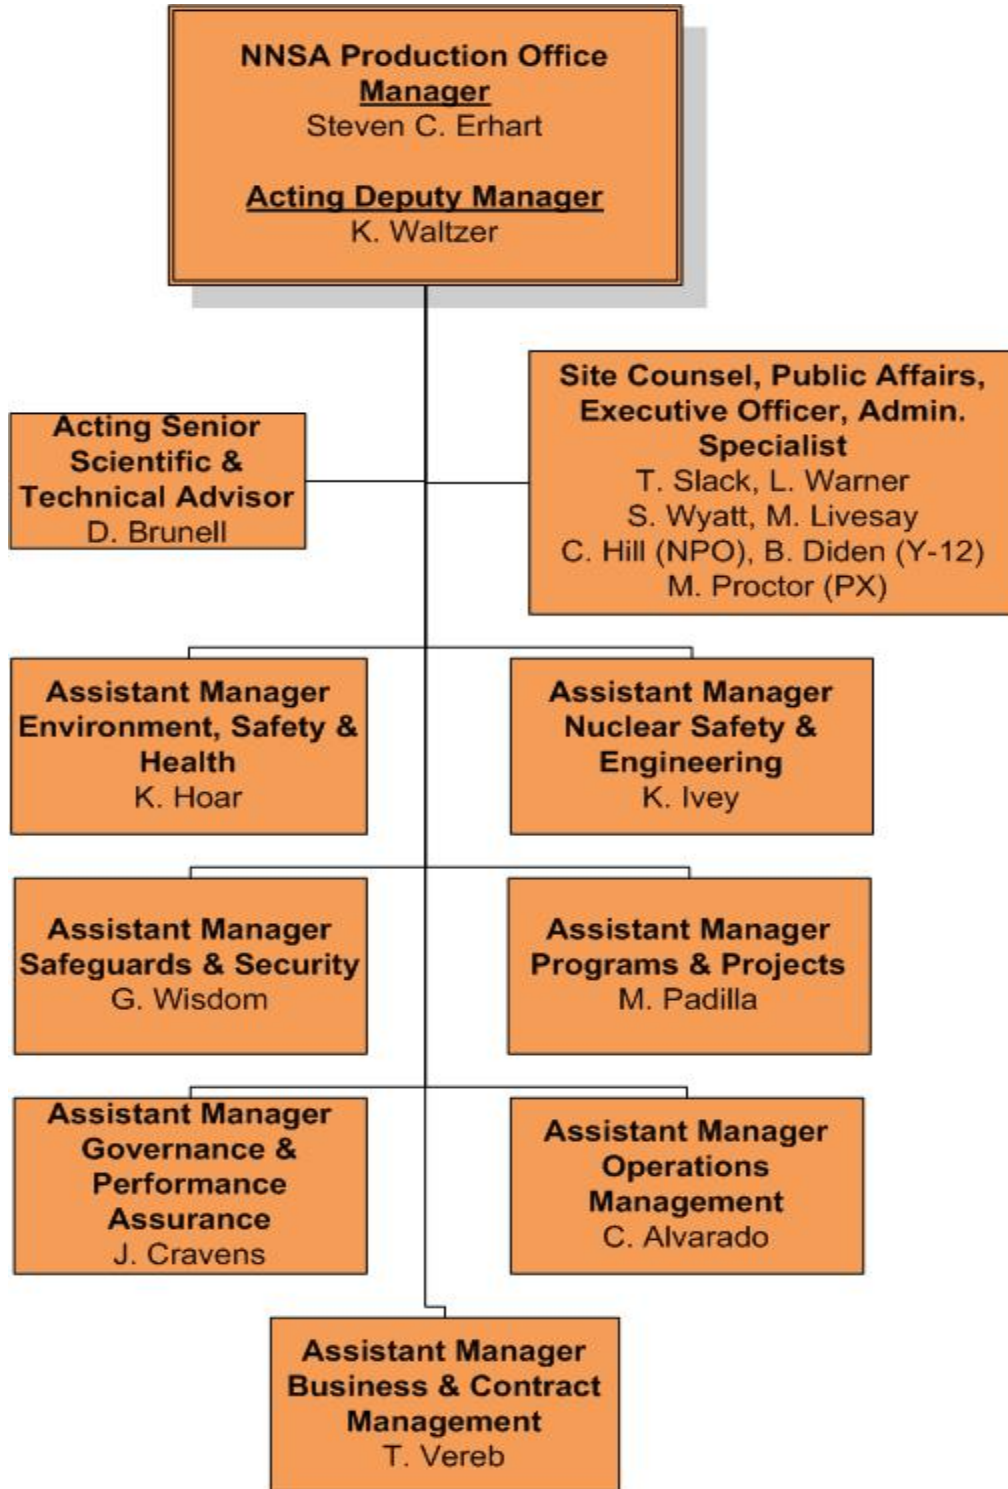 NNSA Production Office
Manager
Steven C. Erhart
Acting Deputy Manager
K. Waltzer
Site Counsel, Public Affairs,
Executive Officer, Admin.
Specialist
T. Slack, L. Warner
S. Wyatt, M. Livesay
C. Hill (NPO), B. Diden (Y-12)
M. Proctor (PX)
Acting Senior
Scientific &
Technical Advisor
D. Brunell
Assistant Manager
Environment, Safety &
Health
K. Hoar
Assistant Manager
Nuclear Safety &
Engineering
K. Ivey
Assistant Manager
Safeguards & Security
G. Wisdom
Assistant Manager
Programs & Projects
M. Padilla
Assistant Manager
Governance &
Performance
Assurance
J. Cravens
Assistant Manager
Operations
Management
C. Alvarado
Assistant Manager
Business & Contract
Management
T. Vereb